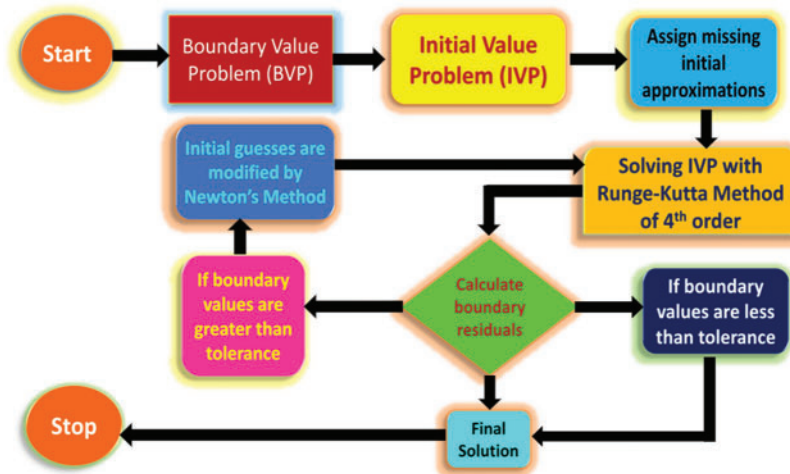 Start
Boundary Value
Problem (BVP)
Initial Value
Problem (IVP)
Assign missing
initial
approximations
Initial guesses are
modified by
Newton's Method
Solving IVP with
Runge-Kutta Method
of 4th order
If boundary
values are
greater than
tolerance
Calculate
boundary
residuals
If boundary
values are less
than tolerance
Stop
Final
Solution